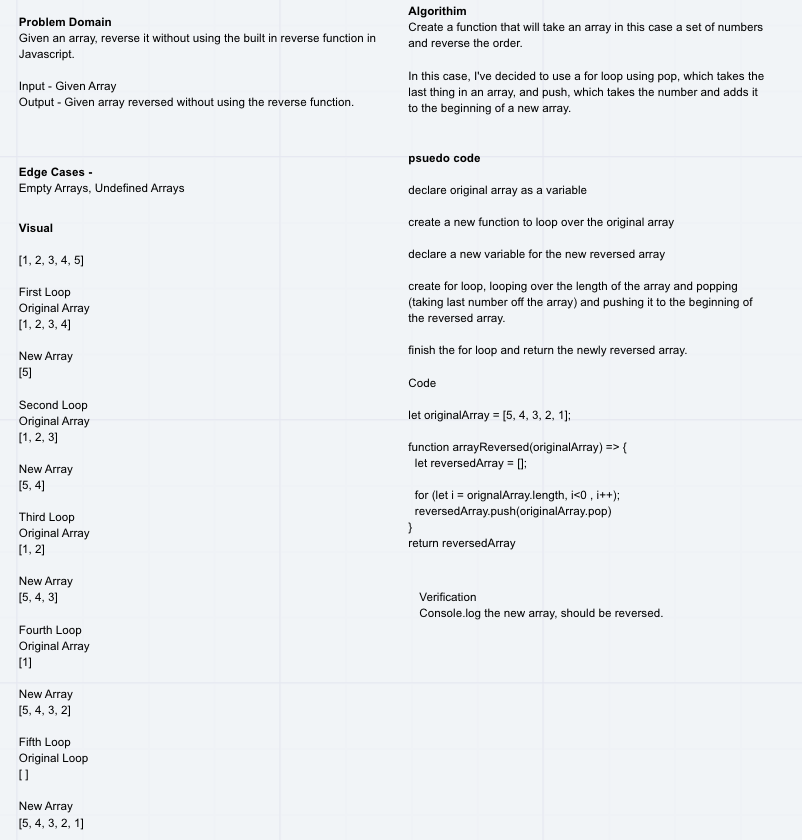 Problem Domain
Given an array, reverse it without using the built in reverse function in
Javascript.
Input - Given Array
Output - Given array reversed without using the reverse function.
Edge Cases -
Empty Arrays, Undefined Arrays
Visual
[1, 2, 3, 4, 5]
First Loop
Original Array
[1, 2, 3, 4]
New Array
[5]
Second Loop
Original Array
[1, 2, 3]
New Array
[5, 4]
Third Loop
Original Array
[1, 2]
New Array
[5, 4, 3]
Fourth Loop
Original Array
[1]
New Array
[5, 4, 3, 2]
Fifth Loop
Original Loop
[ ]
New Array
[5, 4, 3, 2, 1]
Algorithim
Create a function that will take an array in this case a set of numbers
and reverse the order.
In this case, I've decided to use a for loop using pop, which takes the
last thing in an array, and push, which takes the number and adds it
to the beginning of a new array.
psuedo code
declare original array as a variable
create a new function to loop over the original array
declare a new variable for the new reversed array
create for loop, looping over the length of the array and popping
(taking last number off the array) and pushing it to the beginning of
the reversed array.
finish the for loop and return the newly reversed array.
Code
let originalArray = [5, 4, 3, 2, 1];
function arrayReversed(originalArray) => {
let reversedArray = [];
for (let i = orignalArray.length, i<0 , i++);
reversedArray.push(originalArray.pop)
}
return reversedArray
Verification
Console.log the new array, should be reversed.